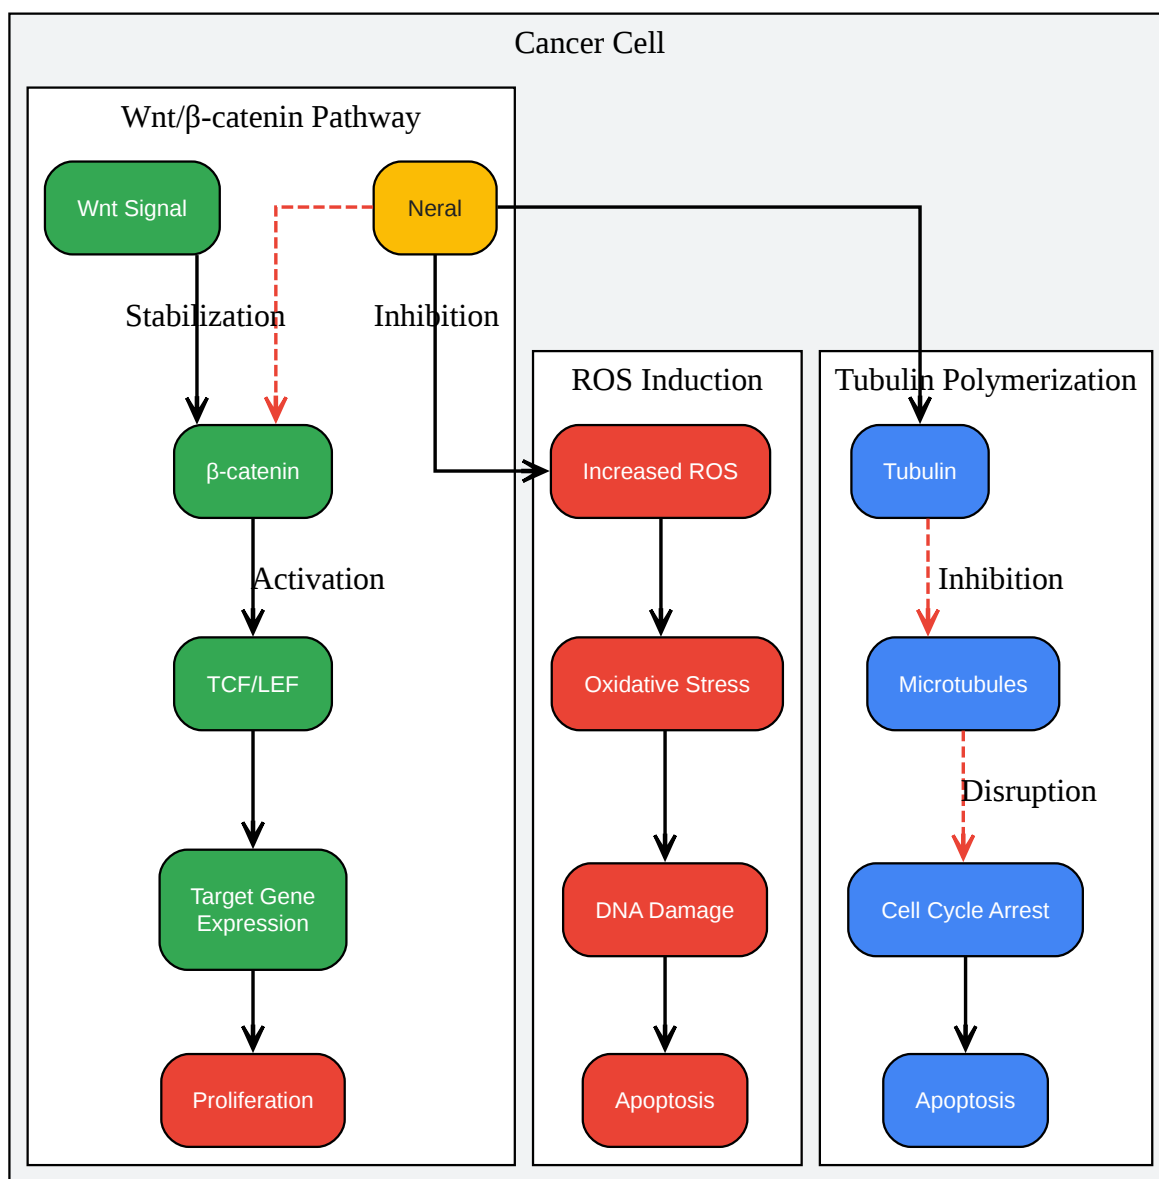 Cancer Cell
Wnt/β-catenin Pathway
Wnt Signal
Neral
Stabilization
Inhibition
β-catenin
Activation
TCF/LEF
Target Gene
Expression
Proliferation
ROS Induction
Increased ROS
Oxidative Stress
DNA Damage
Apoptosis
Tubulin Polymerization
Tubulin
Inhibition
Microtubules
Disruption
Cell Cycle Arrest
Apoptosis